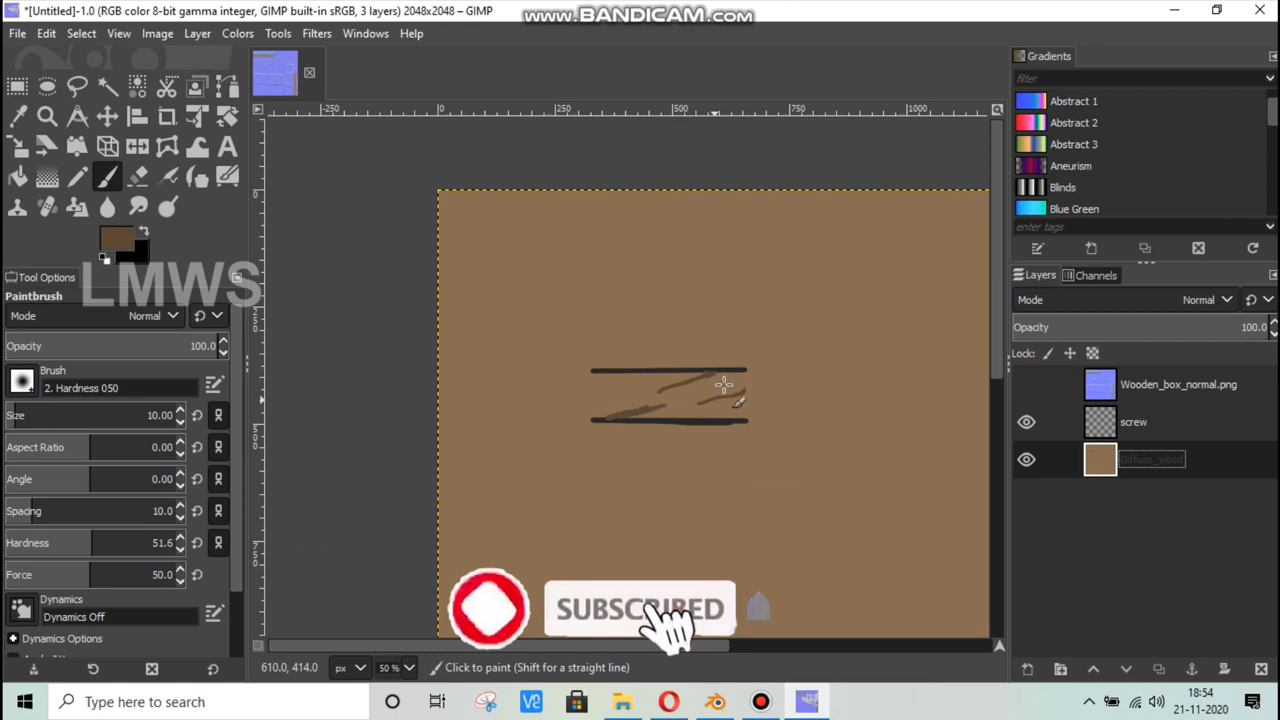 *[Untitled]-1.0 (RGB color 8-bit gamma integer, GIMP built-in sRGB, 3 layers) 2048x2048 – GIMP
www.BANDICAM.com
File Edit Select View Image Layer Colors Tools Filters Windows Help
-250 0 250 500 750 1000
0
250
500
750
LMWS
Tool Options
Paintbrush
Mode Normal
Opacity 100.0
Brush
2. Hardness 050
Size 10.00
Aspect Ratio 0.00
Angle 0.00
Spacing 10.0
Hardness 51.6
Force 50.0
Dynamics
Dynamics Off
Dynamics Options
SUBSCRIBED
610.0, 414.0 px 50 % Click to paint (Shift for a straight line)
Gradients
filter
Abstract 1
Abstract 2
Abstract 3
Aneurism
Blinds
Blue Green
enter tags
Layers Channels
Mode Normal
Opacity 100.0
Lock:
Wooden_box_normal.png
screw
Diffuse_wood
Type here to search
18:54
21-11-2020